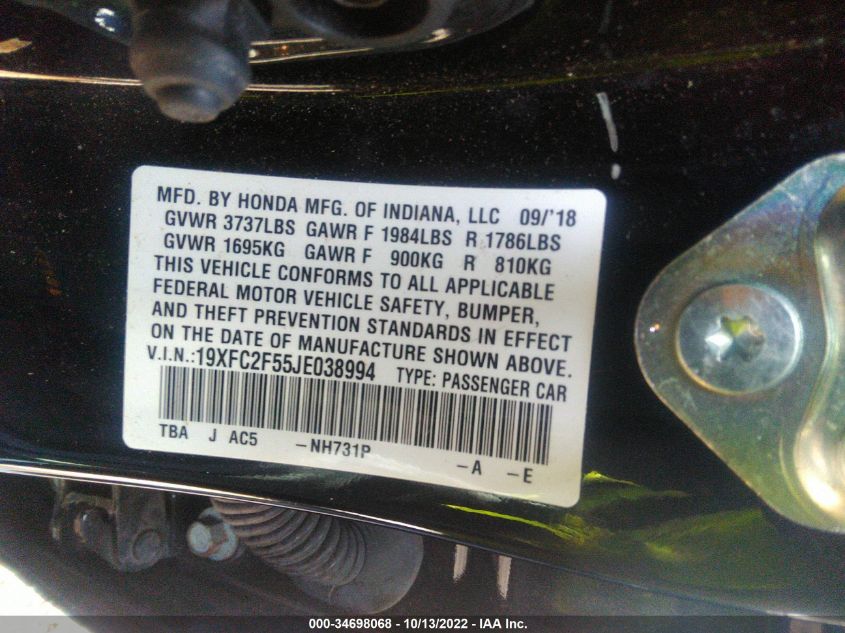 MFD. BY HONDA MFG. OF INDIANA, LLC 09/'18
GVWR 3737LBS GAWR F 1984LBS R 1786LBS
GVWR 1695KG GAWR F 900KG R 810KG
THIS VEHICLE CONFORMS TO ALL APPLICABLE
FEDERAL MOTOR VEHICLE SAFETY, BUMPER,
AND THEFT PREVENTION STANDARDS IN EFFECT
ON THE DATE OF MANUFACTURE SHOWN ABOVE.
V.I.N.:19XFC2F55JE038994 TYPE: PASSENGER CAR
TBA J AC5 -NH731P -A -E
000-34698068 - 10/13/2022 - IAA Inc.